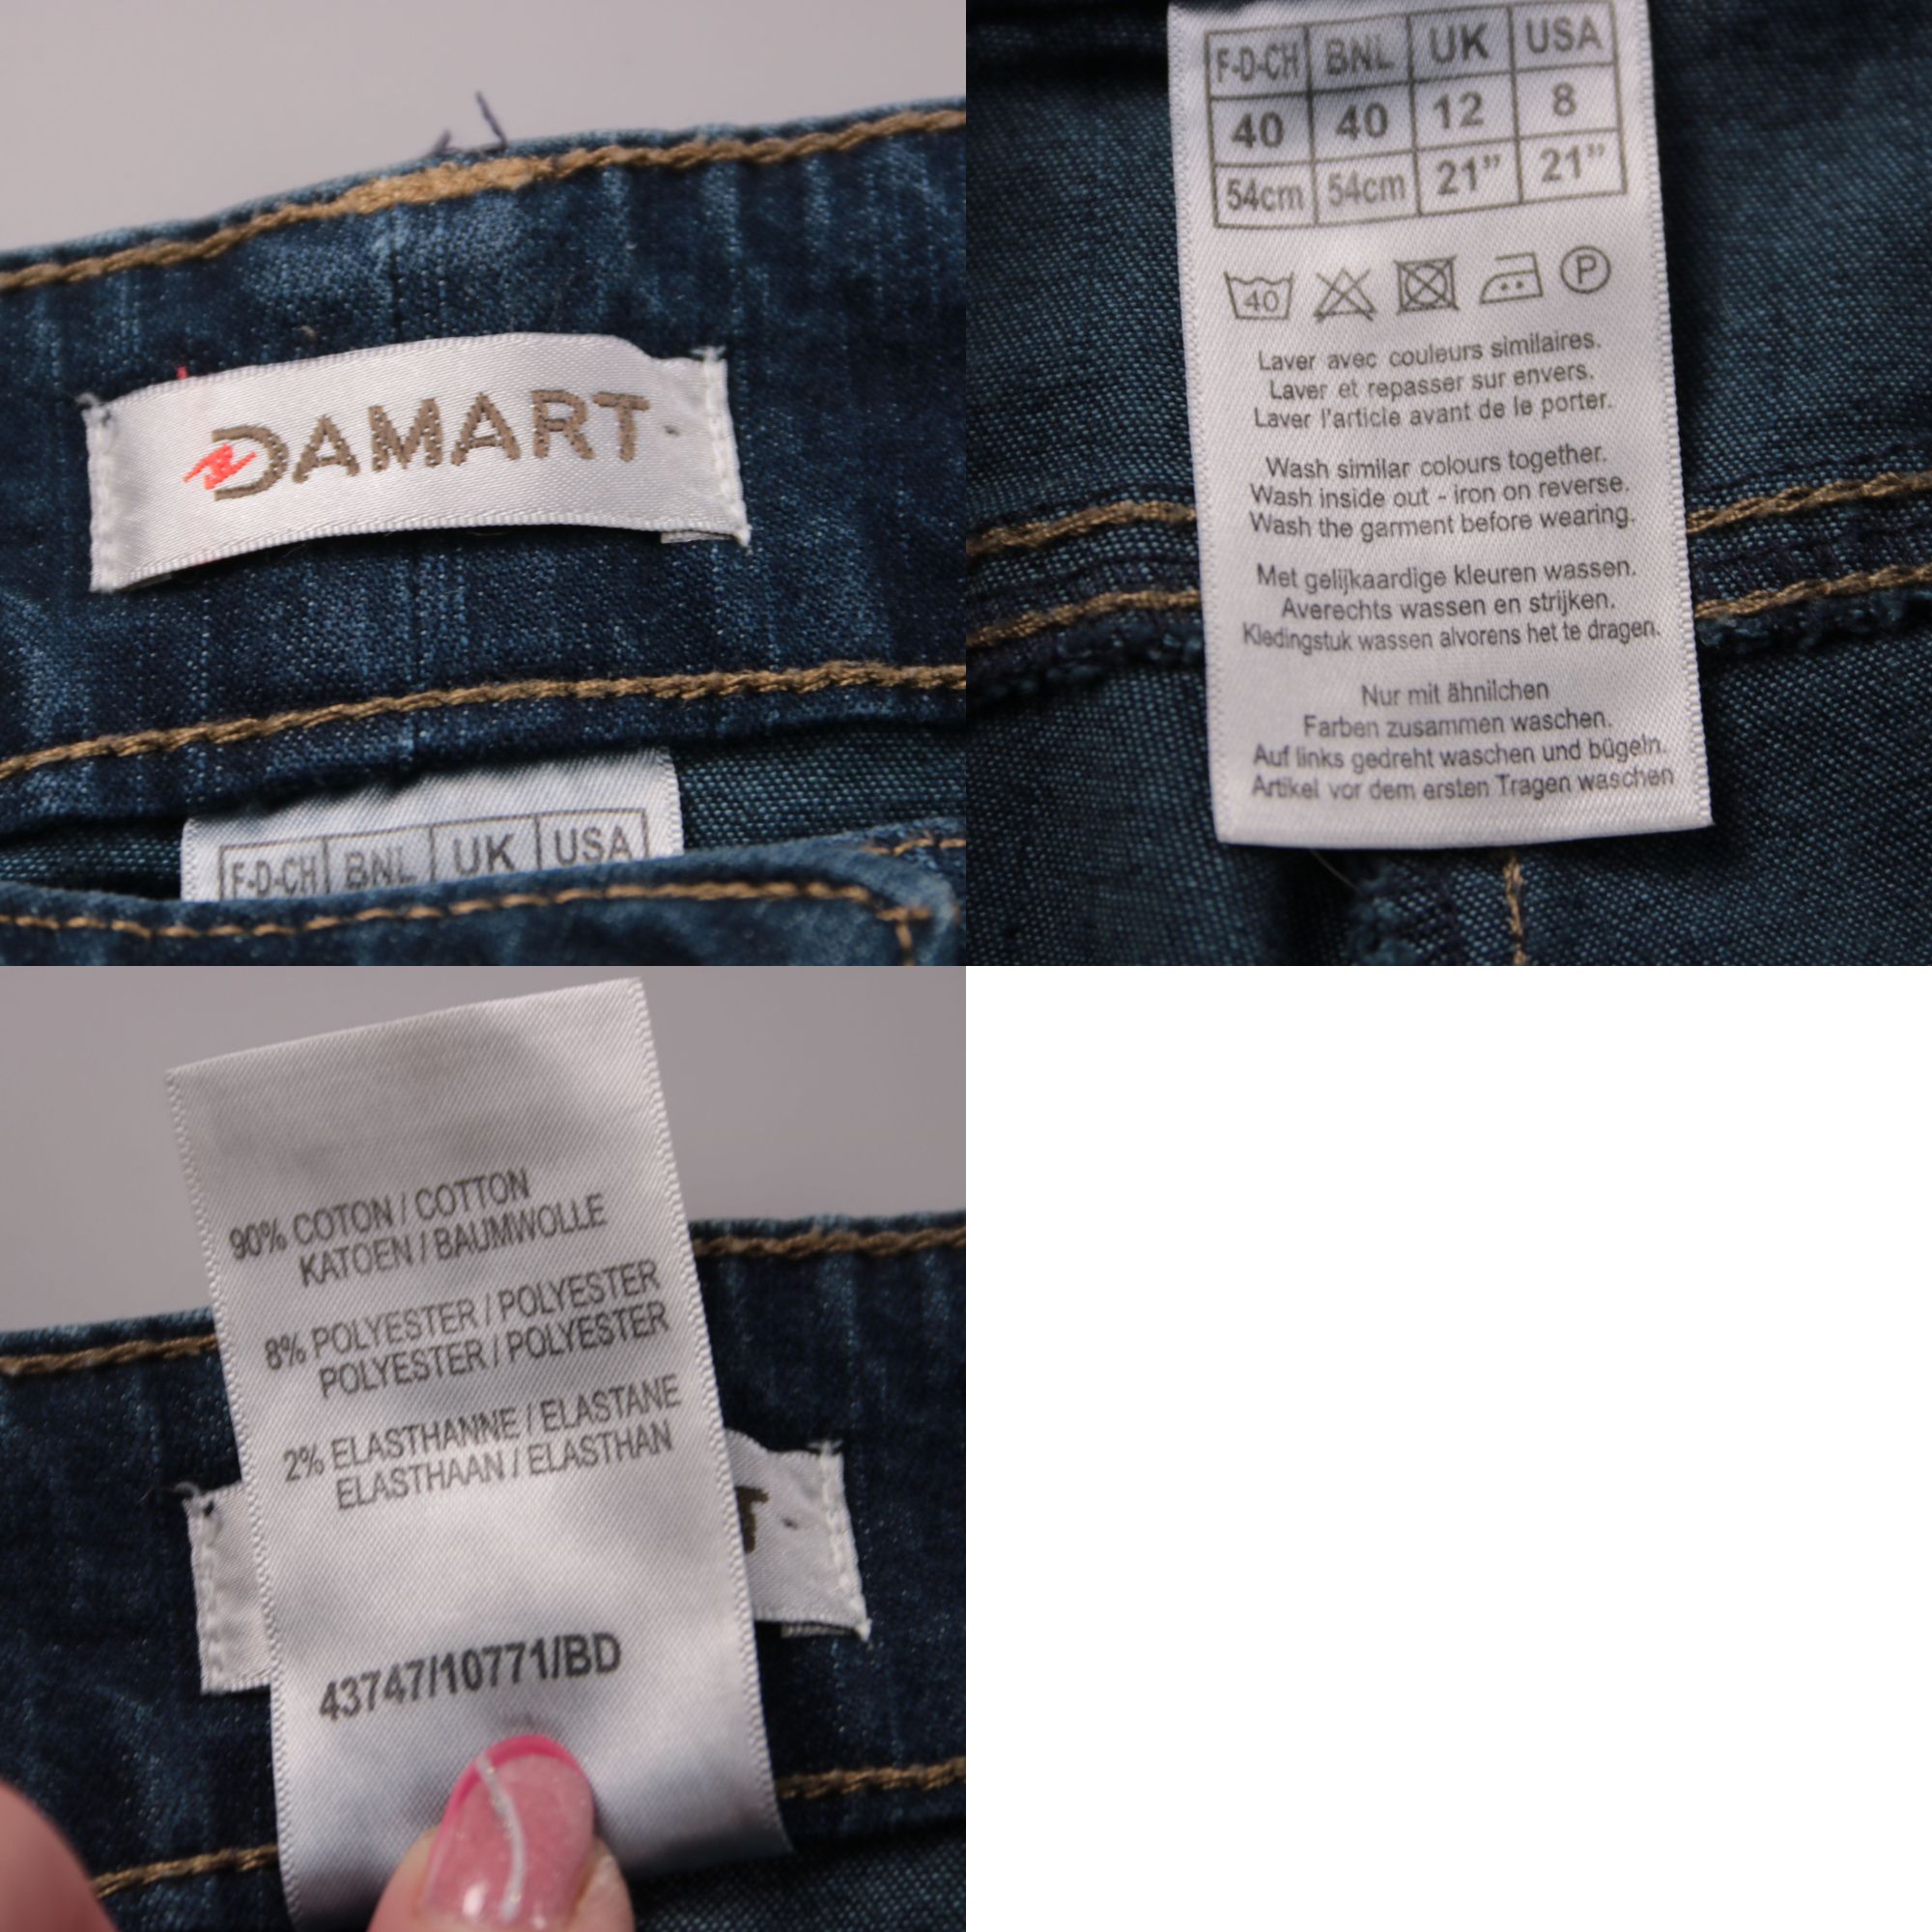 DAMART
F-D-CH BNL UK USA
F-D-CH BNL UK USA
40 40 12 8
54cm 54cm 21” 21”
40 P
Laver avec couleurs similaires.
Laver et repasser sur envers.
Laver l'article avant de le porter.
Wash similar colours together.
Wash inside out - iron on reverse.
Wash the garment before wearing.
Met gelijkaardige kleuren wassen.
Averechts wassen en strijken.
Kledingstuk wassen alvorens het te dragen.
Nur mit ähnilchen
Farben zusammen waschen.
Auf links gedreht waschen und bügeln.
Artikel vor dem ersten Tragen waschen
90% COTON / COTTON
KATOEN / BAUMWOLLE
8% POLYESTER / POLYESTER
POLYESTER / POLYESTER
2% ELASTHANNE / ELASTANE
ELASTHAAN / ELASTHAN
T
43747/10771/BD